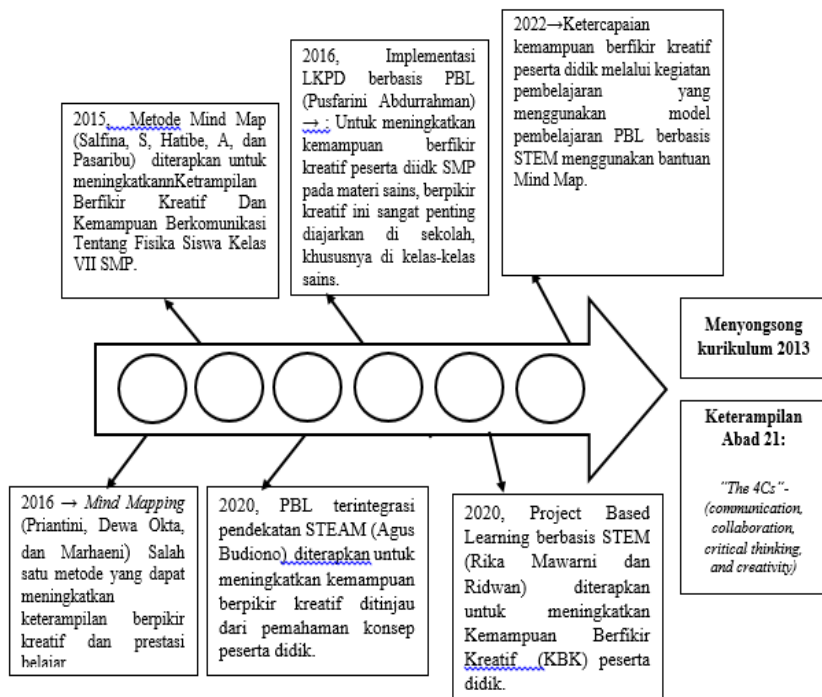 2015, Metode Mind Map
(Salfina, S, Hatibe, A, dan
Pasaribu) diterapkan untuk
meningkatkannKetrampilan
Berfikir Kreatif Dan
Kemampuan Berkomunikasi
Tentang Fisika Siswa Kelas
VII SMP.
2016, Implementasi
LKPD berbasis PBL
(Pusfarini Abdurrahman)
→ : Untuk meningkatkan
kemampuan berfikir
kreatif peserta diidk SMP
pada materi sains, berpikir
kreatif ini sangat penting
diajarkan di sekolah,
khususnya di kelas-kelas
sains.
2022→Ketercapaian
kemampuan berfikir kreatif
peserta didik melalui kegiatan
pembelajaran yang
menggunakan model
pembelajaran PBL berbasis
STEM menggunakan bantuan
Mind Map.
Menyongsong
kurikulum 2013
Keterampilan
Abad 21:
"The 4Cs"-
(communication,
collaboration,
critical thinking,
and creativity)
2016 → Mind Mapping
(Priantini, Dewa Okta,
dan Marhaeni) Salah
satu metode yang dapat
meningkatkan
keterampilan berpikir
kreatif dan prestasi
belajar
2020, PBL terintegrasi
pendekatan STEAM (Agus
Budiono) diterapkan untuk
meningkatkan kemampuan
berpikir kreatif ditinjau
dari pemahaman konsep
peserta didik.
2020, Project Based
Learning berbasis STEM
(Rika Mawarni dan
Ridwan) diterapkan
untuk meningkatkan
Kemampuan Berfikir
Kreatif (KBK) peserta
didik.